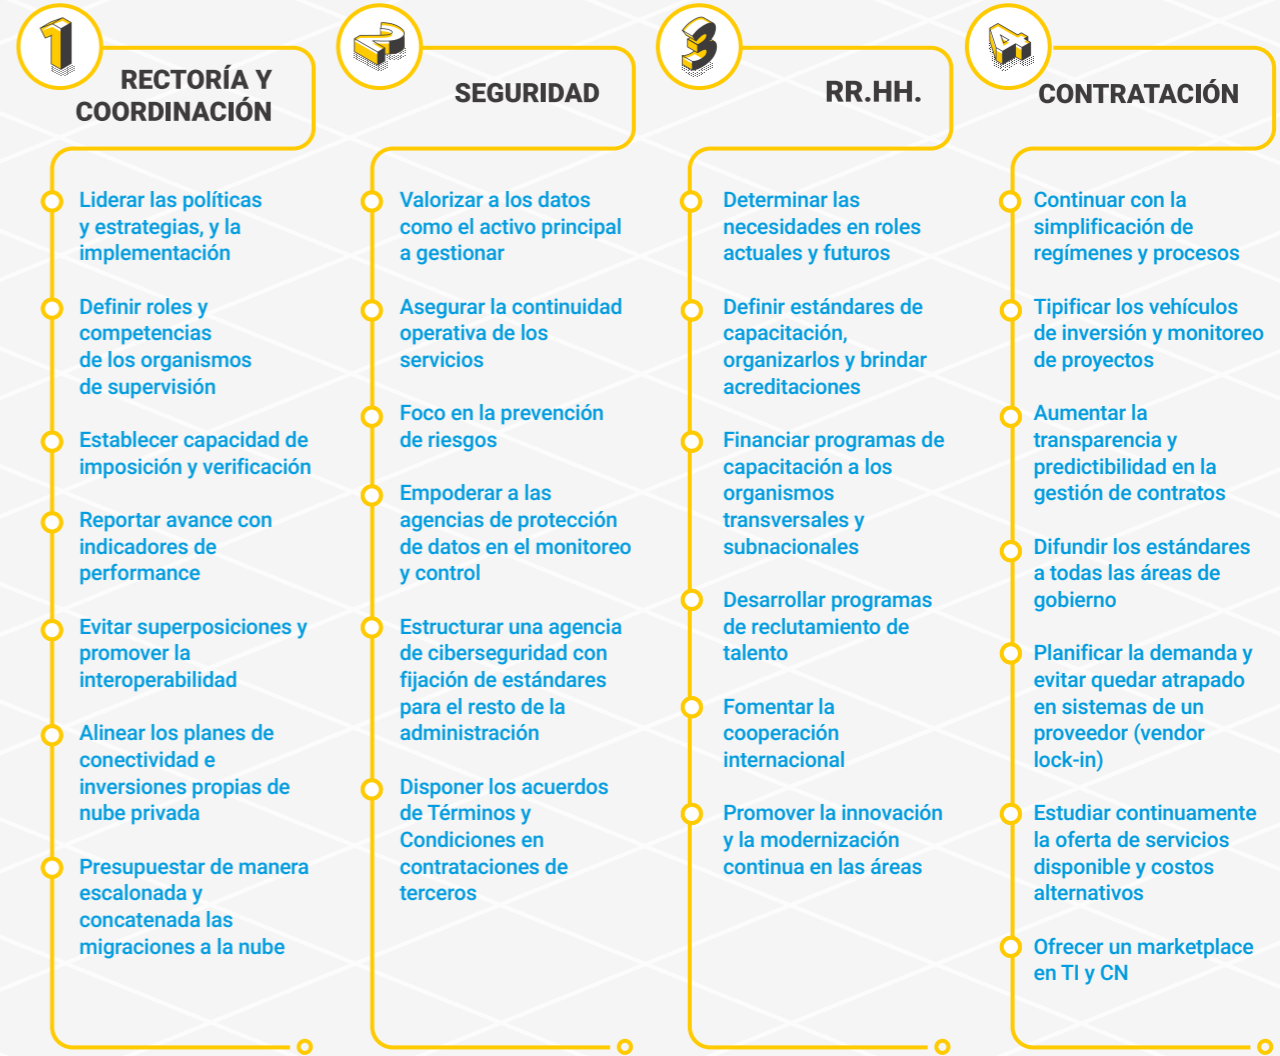 1
RECTORÍA Y
COORDINACIÓN
Liderar las políticas
y estrategias, y la
implementación
Definir roles y
competencias
de los organismos
de supervisión
Establecer capacidad de
imposición y verificación
Reportar avance con
indicadores de
performance
Evitar superposiciones y
promover la
interoperabilidad
Alinear los planes de
conectividad e
inversiones propias de
nube privada
Presupuestar de manera
escalonada y
concatenada las
migraciones a la nube
2
SEGURIDAD
Valorizar a los datos
como el activo principal
a gestionar
Asegurar la continuidad
operativa de los
servicios
Foco en la prevención
de riesgos
Empoderar a las
agencias de protección
de datos en el monitoreo
y control
Estructurar una agencia
de ciberseguridad con
fijación de estándares
para el resto de la
administración
Disponer los acuerdos
de Términos y
Condiciones en
contrataciones de
terceros
3
RR.HH.
Determinar las
necesidades en roles
actuales y futuros
Definir estándares de
capacitación,
organizarlos y brindar
acreditaciones
Financiar programas de
capacitación a los
organismos
transversales y
subnacionales
Desarrollar programas
de reclutamiento de
talento
Fomentar la
cooperación
internacional
Promover la innovación
y la modernización
continua en las áreas
4
CONTRATACIÓN
Continuar con la
simplificación de
regímenes y procesos
Tipificar los vehículos
de inversión y monitoreo
de proyectos
Aumentar la
transparencia y
predictibilidad en la
gestión de contratos
Difundir los estándares
a todas las áreas de
gobierno
Planificar la demanda y
evitar quedar atrapado
en sistemas de un
proveedor (vendor
lock-in)
Estudiar continuamente
la oferta de servicios
disponible y costos
alternativos
Ofrecer un marketplace
en TI y CN